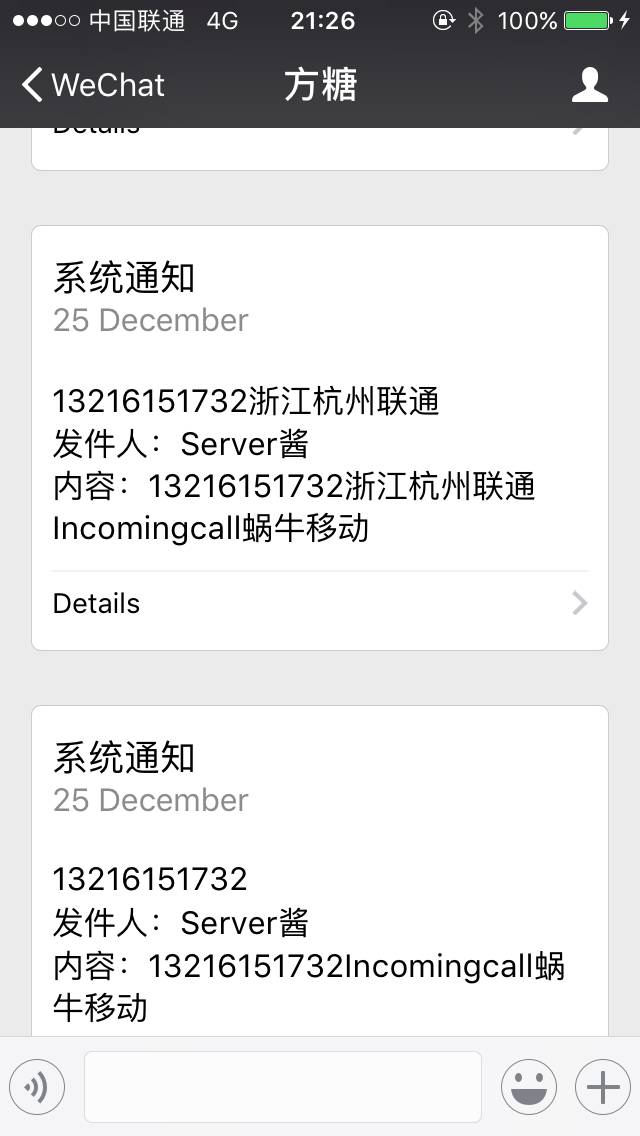 中国联通 4G 21:26 100%
WeChat 方糖
Details
系统通知
25 December
13216151732浙江杭州联通
发件人：Server酱
内容：13216151732浙江杭州联通
Incomingcall蜗牛移动
Details
系统通知
25 December
13216151732
发件人：Server酱
内容：13216151732Incomingcall蜗
牛移动